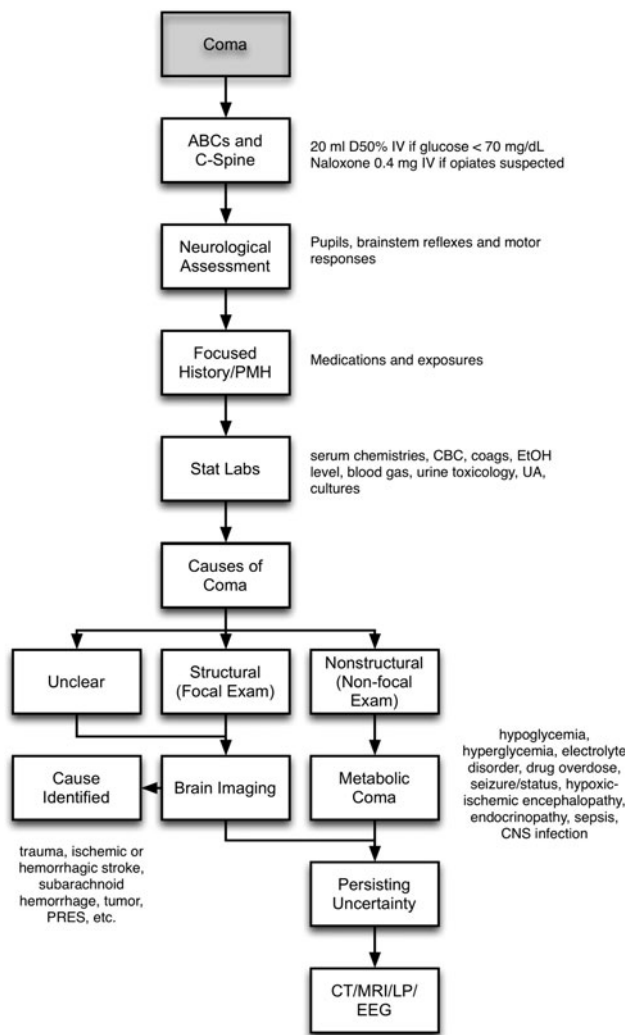 Coma
ABCs and
C-Spine
20 ml D50% IV if glucose < 70 mg/dL
Naloxone 0.4 mg IV if opiates suspected
Neurological
Assessment
Pupils, brainstem reflexes and motor
responses
Focused
History/PMH
Medications and exposures
Stat Labs
serum chemistries, CBC, coags, EtOH
level, blood gas, urine toxicology, UA,
cultures
Causes of
Coma
Unclear
Structural
(Focal Exam)
Nonstructural
(Non-focal
Exam)
Cause
Identified
Brain Imaging
Metabolic
Coma
hypoglycemia,
hyperglycemia, electrolyte
disorder, drug overdose,
seizure/status, hypoxic-
ischemic encephalopathy,
endocrinopathy, sepsis,
CNS infection
trauma, ischemic or
hemorrhagic stroke,
subarachnoid
hemorrhage, tumor,
PRES, etc.
Persisting
Uncertainty
CT/MRI/LP/
EEG